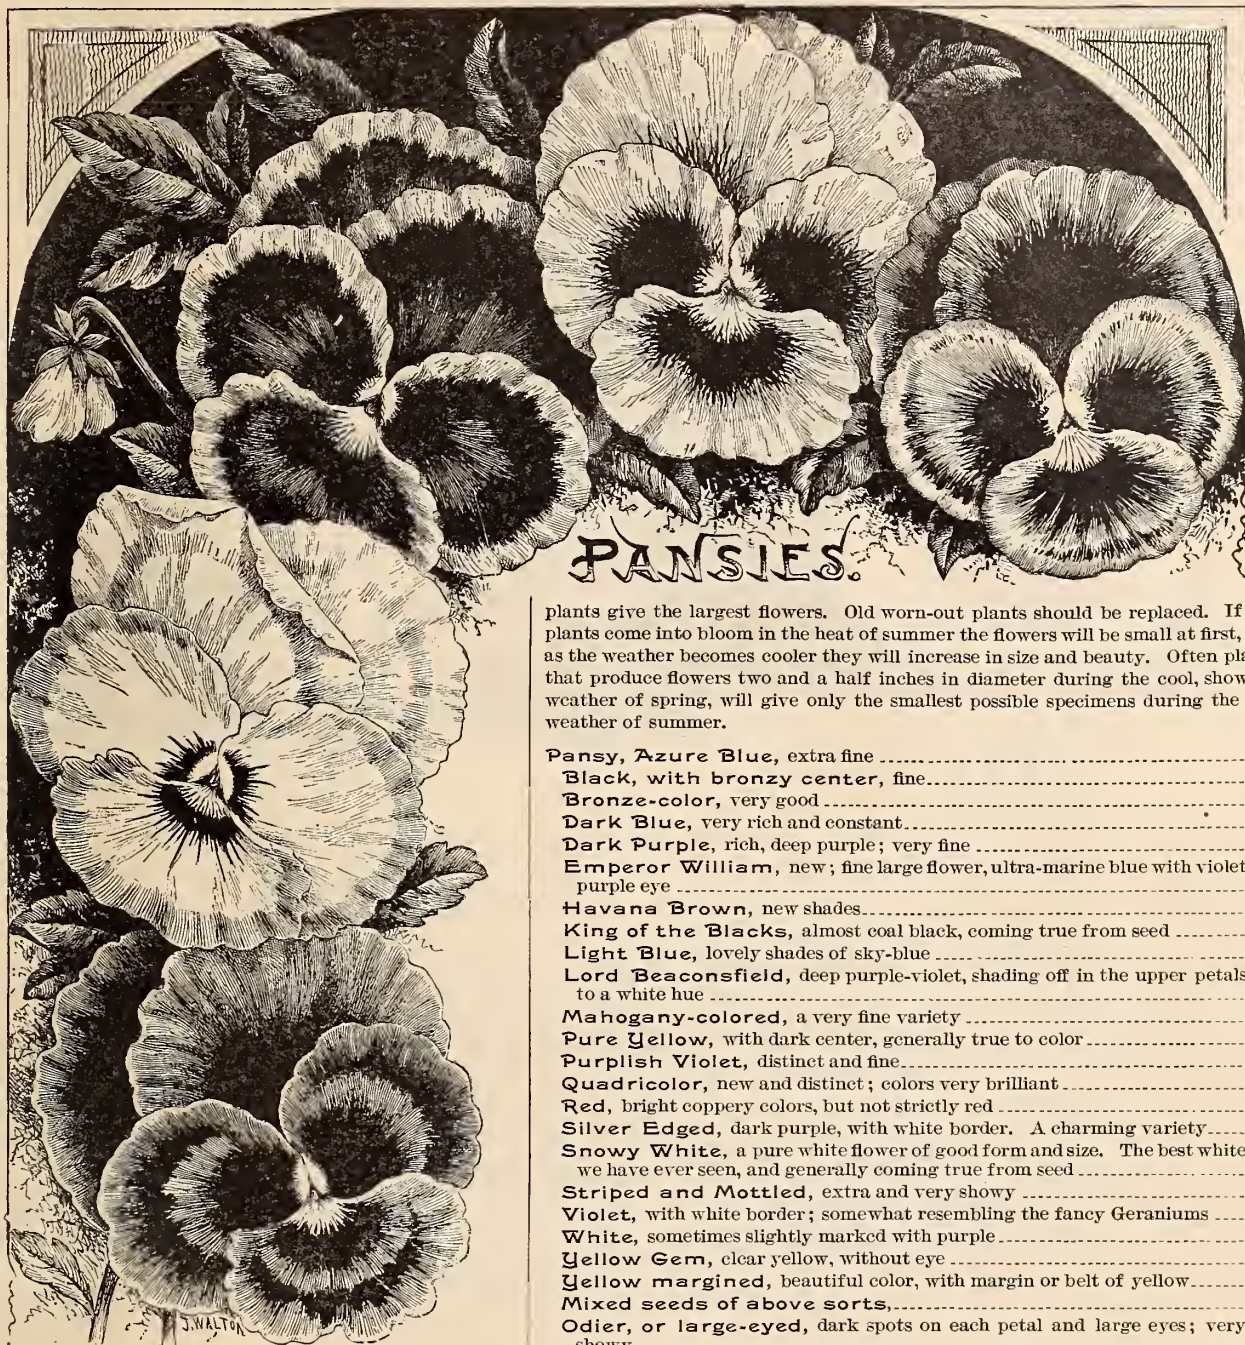 PANSIES.
plants give the largest flowers. Old worn-out plants should be replaced. If
plants come into bloom in the heat of summer the flowers will be small at first,
as the weather becomes cooler they will increase in size and beauty. Often
that produce flowers two and a half inches in diameter during the cool,
weather of spring, will give only the smallest possible specimens during the
weather of summer.
Pansy, Azure Blue, extra fine
Black, with bronzy center, fine
Bronze-color, very good
Dark Blue, very rich and constant
Dark Purple, rich, deep purple; very fine
Emperor William, new; fine large flower, ultra-marine blue with violet
purple eye
Havana Brown, new shades
King of the Blacks, almost coal black, coming true from seed
Light Blue, lovely shades of sky-blue
Lord Beaconsfield, deep purple-violet, shading off in the upper petals
to a white hue
Mahogany-colored, a very fine variety
Pure Yellow, with dark center, generally true to color
Purplish Violet, distinct and fine
Quadricolor, new and distinct; colors very brilliant
Red, bright coppery colors, but not strictly red
Silver Edged, dark purple, with white border. A charming variety
Snowy White, a pure white flower of good form and size. The best white
we have ever seen, and generally coming true from seed
Striped and Mottled, extra and very showy
Violet, with white border; somewhat resembling the fancy Geraniums
White, sometimes slightly marked with purple
Yellow Gem, clear yellow, without eye
Yellow margined, beautiful color, with margin or belt of yellow
Mixed seeds of above sorts,
Odier, or large-eyed, dark spots on each petal and large eyes; very
showy
J. WALTON